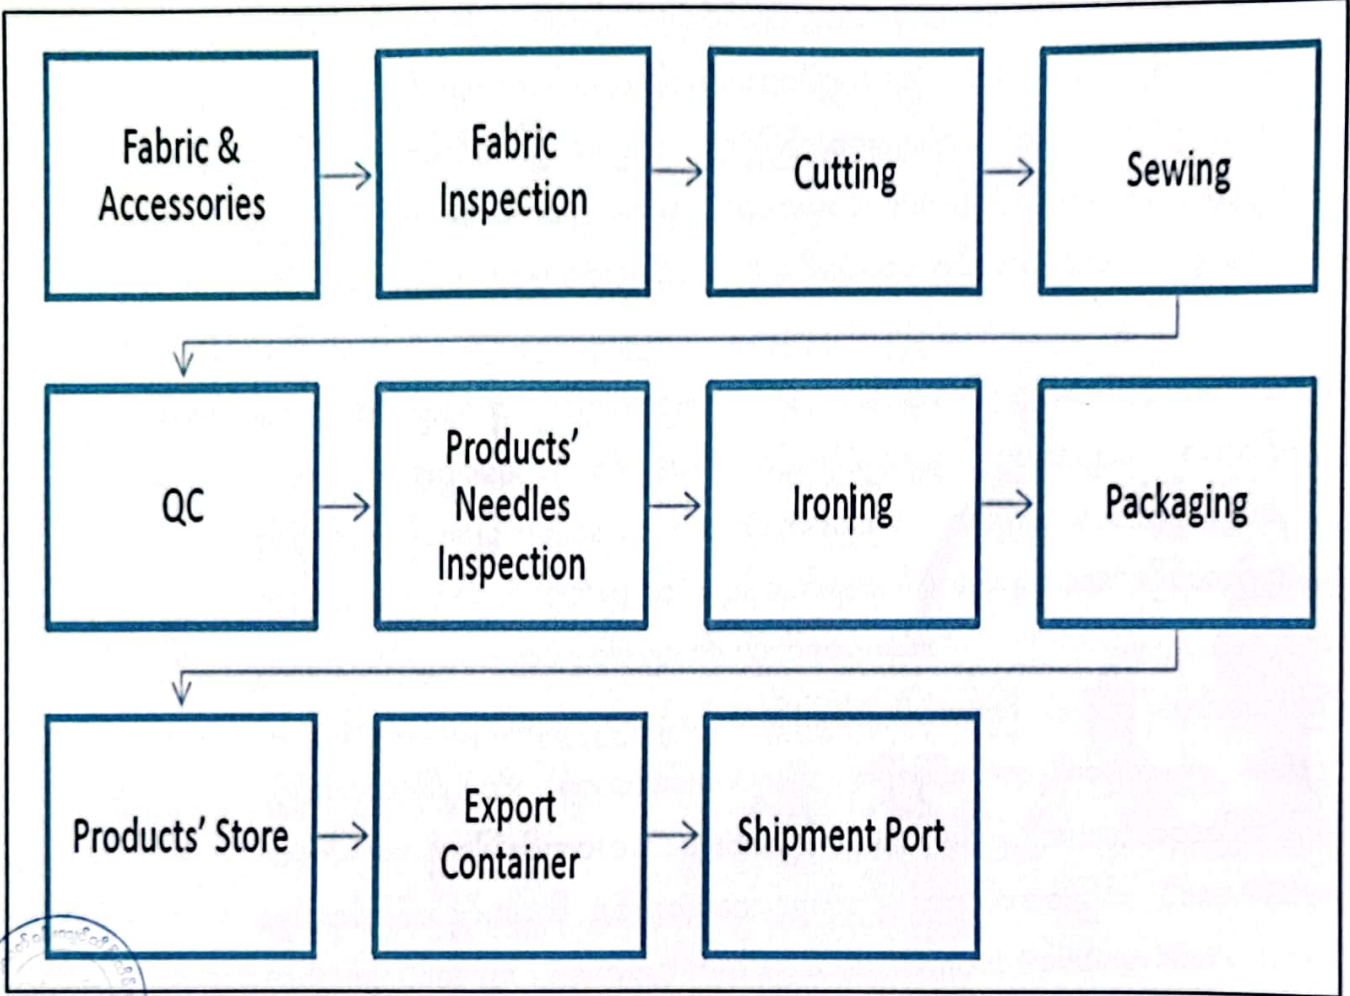 Fabric &
Accessories
Fabric
Inspection
Cutting
Sewing
QC
Products’
Needles
Inspection
Ironing
Packaging
Products’ Store
Export
Container
Shipment Port